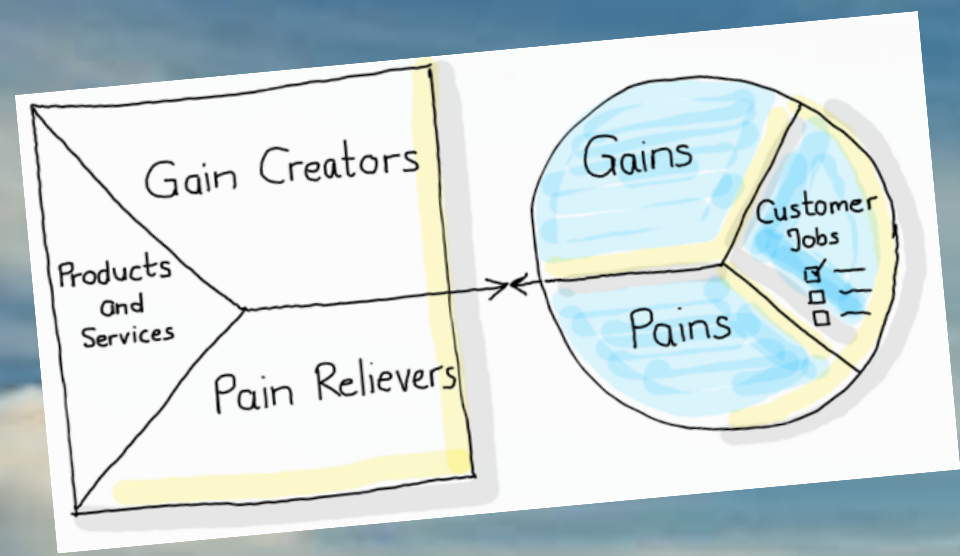 Gain Creators
Products
and
Services
Pain Relievers
Gains
Customer
Jobs
Pains